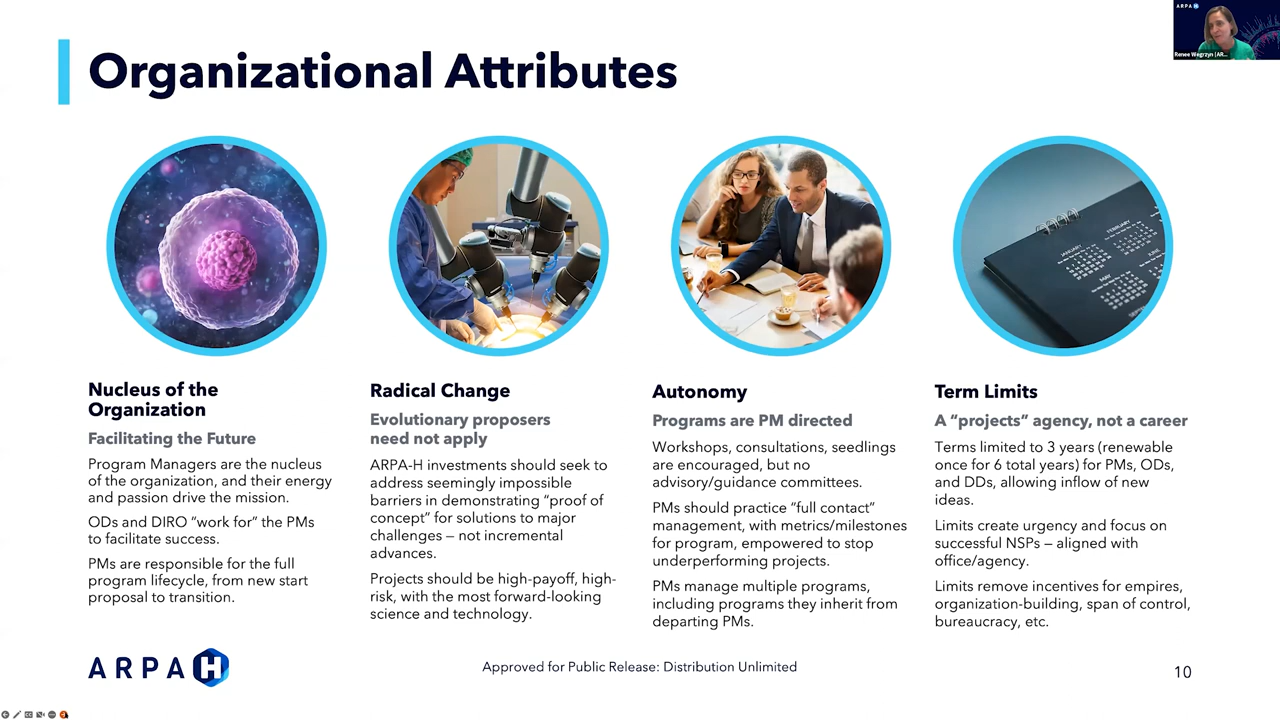 ARPA H
Renee Wegrzyn (AR...
Organizational Attributes
JANUARY
FEBRUARY
MAY
JUNE
Nucleus of the
Organization
Facilitating the Future
Program Managers are the nucleus
of the organization, and their energy
and passion drive the mission.
ODs and DIRO “work for” the PMs
to facilitate success.
PMs are responsible for the full
program lifecycle, from new start
proposal to transition.
Radical Change
Evolutionary proposers
need not apply
ARPA-H investments should seek to
address seemingly impossible
barriers in demonstrating “proof of
concept” for solutions to major
challenges – not incremental
advances.
Projects should be high-payoff, high-
risk, with the most forward-looking
science and technology.
Autonomy
Programs are PM directed
Workshops, consultations, seedlings
are encouraged, but no
advisory/guidance committees.
PMs should practice “full contact”
management, with metrics/milestones
for program, empowered to stop
underperforming projects.
PMs manage multiple programs,
including programs they inherit from
departing PMs.
Term Limits
A “projects” agency, not a career
Terms limited to 3 years (renewable
once for 6 total years) for PMs, ODs,
and DDs, allowing inflow of new
ideas.
Limits create urgency and focus on
successful NSPs – aligned with
office/agency.
Limits remove incentives for empires,
organization-building, span of control,
bureaucracy, etc.
ARPA H
Approved for Public Release: Distribution Unlimited
10